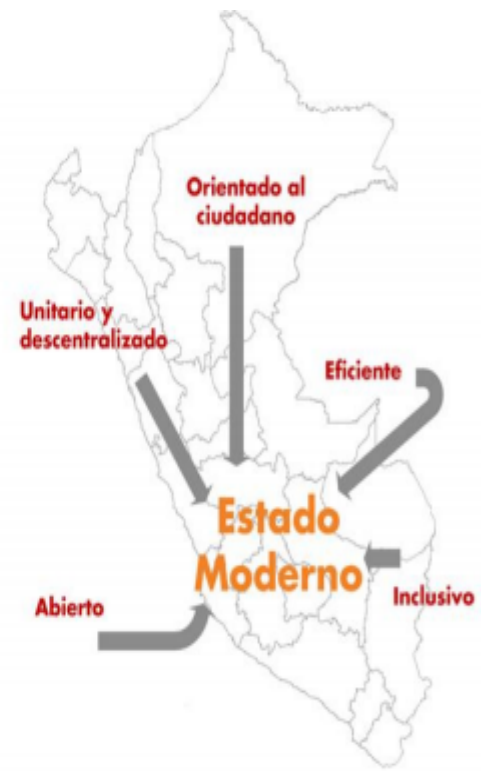 Orientado al
ciudadano
Unitario y
descentralizado
Eficiente
Estado
Moderno
Inclusivo
Abierto